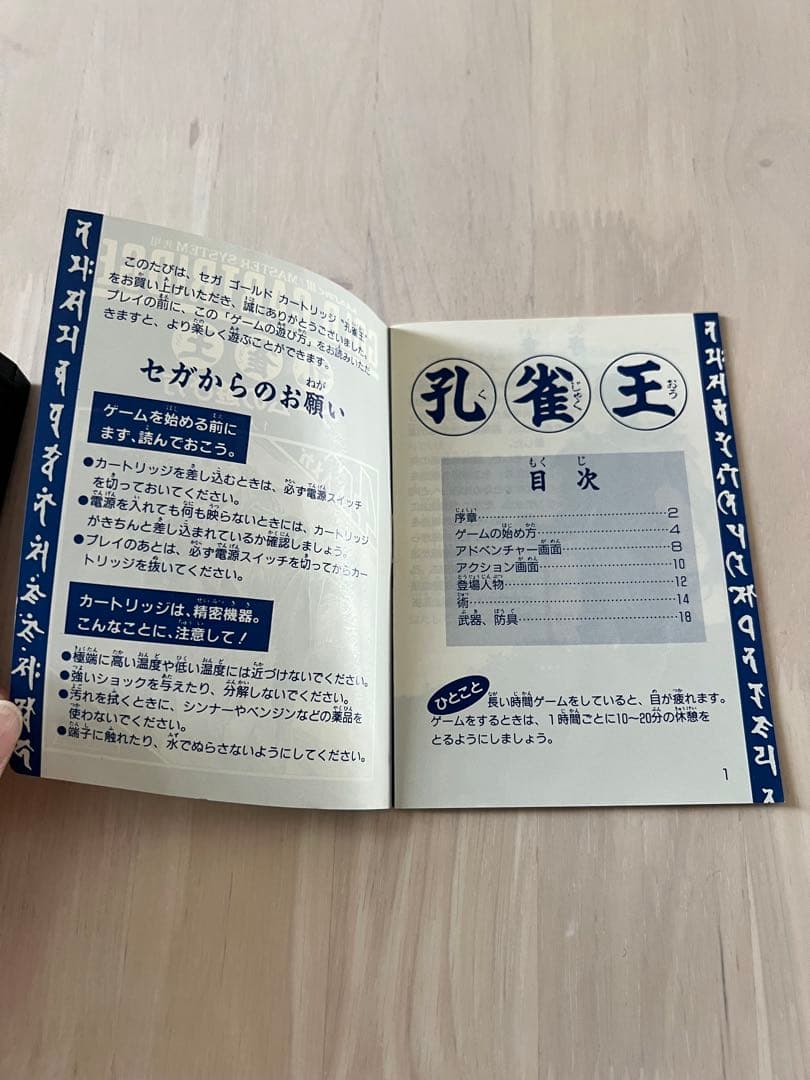 このたびは、セガ ゴールド カートリッジ"孔雀王"
をお買い上げいただき、誠にありがとうございました。
プレイの前に、この「ゲームの遊び方」をお読みいただ
きますと、より楽しく遊ぶことができます。
セガからのお願い
ゲームを始める前に
まず、読んでおこう。
●カートリッジを差し込むときは、必ず電源スイッチ
を切っておいてください。
●電源を入れても何も映らないときには、カートリッジ
がきちんと差し込まれているか確認しましょう。
●プレイのあとは、必ず電源スイッチを切ってからカー
トリッジを抜いてください。
カートリッジは、精密機器。
こんなことに、注意して！
●極端に高い温度や低い温度には近づけないでください。
●強いショックを与えたり、分解しないでください。
●汚れを拭くときに、シンナーやベンジンなどの薬品を
使わないでください。
●端子に触れたり、水でぬらさないようにしてください。
孔雀王
目次
序章……2
ゲームの始め方……4
アドベンチャー画面……8
アクション画面……10
登場人物……12
術……14
武器、防具……18
ひとこと 長い時間ゲームをしていると、目が疲れます。
ゲームをするときは、1時間ごとに10〜20分の休憩を
とるようにしましょう。
1